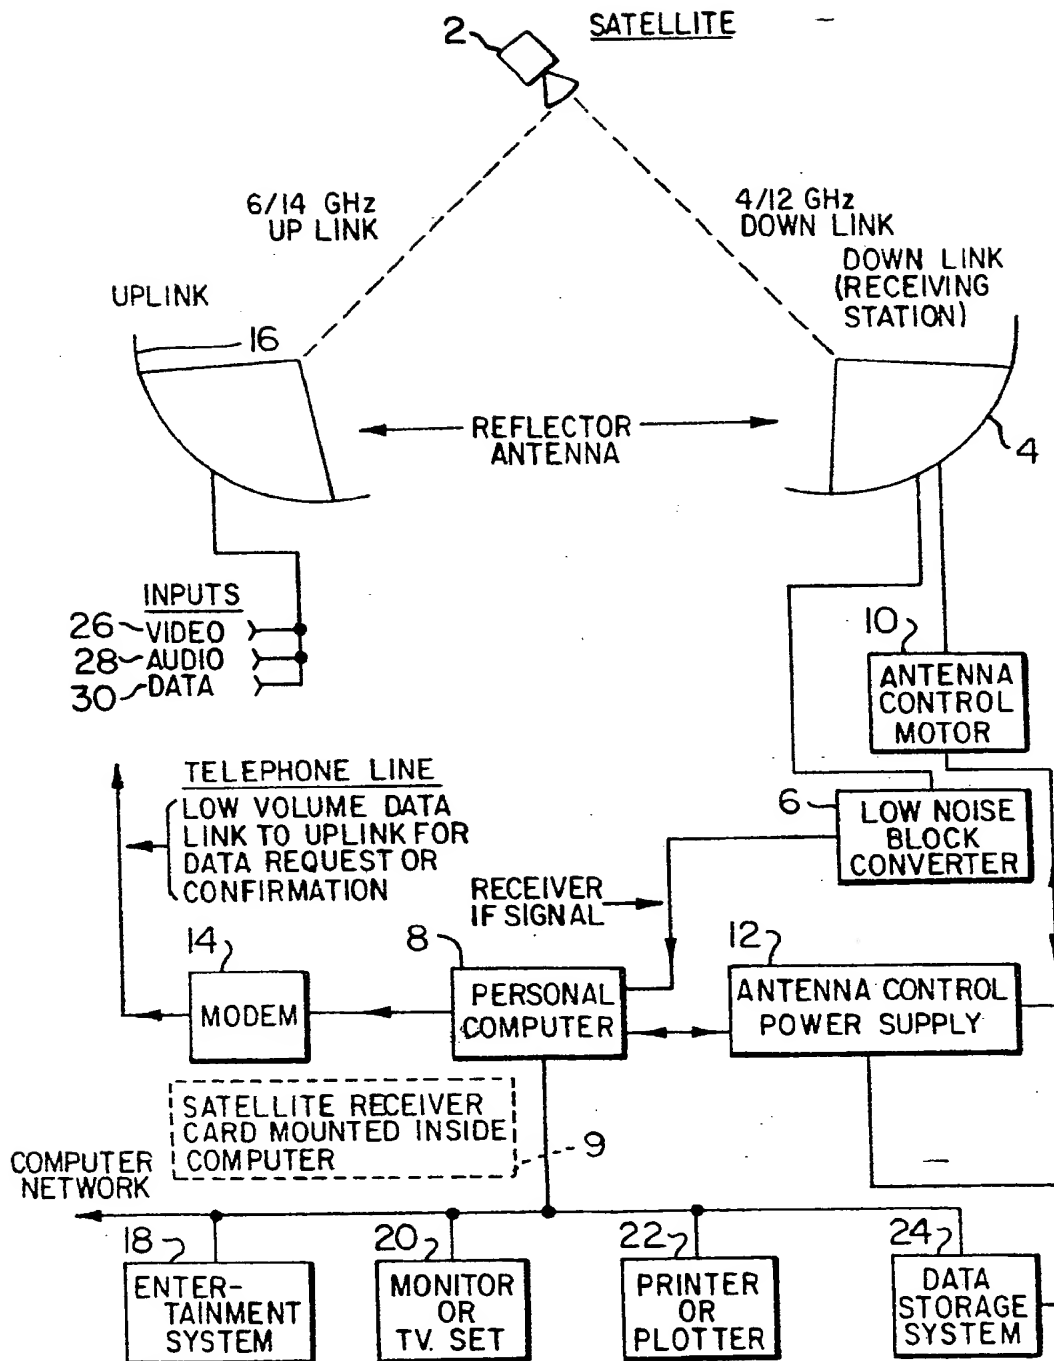 SATELLITE
2
6/14 GHz
UP LINK
4/12 GHz
DOWN LINK
DOWN LINK
(RECEIVING
STATION)
UPLINK
16
REFLECTOR
ANTENNA
4
INPUTS
26 VIDEO
28 AUDIO
30 DATA
10
ANTENNA
CONTROL
MOTOR
TELEPHONE LINE
LOW VOLUME DATA
LINK TO UPLINK FOR
DATA REQUEST OR
CONFIRMATION
6
LOW NOISE
BLOCK
CONVERTER
RECEIVER
IF SIGNAL
14
MODEM
8
PERSONAL
COMPUTER
12
ANTENNA CONTROL
POWER SUPPLY
SATELLITE RECEIVER
CARD MOUNTED INSIDE
COMPUTER
9
COMPUTER
NETWORK
18
ENTER-
TAINMENT
SYSTEM
20
MONITOR
OR
TV. SET
22
PRINTER
OR
PLOTTER
24
DATA
STORAGE
SYSTEM